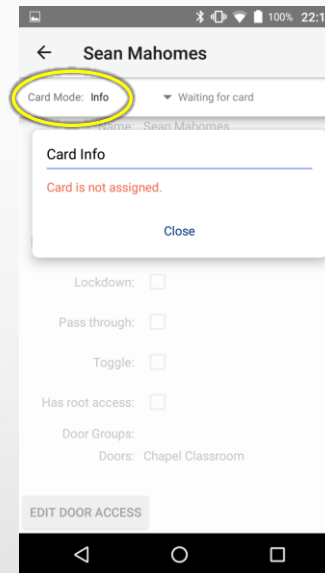 100% 22:1
Sean Mahomes
Card Mode: Info Waiting for card
Name: Sean Mahomes
Card Info
Card is not assigned.
Close
Lockdown:
Pass through:
Toggle:
Has root access:
Door Groups:
Doors: Chapel Classroom
EDIT DOOR ACCESS